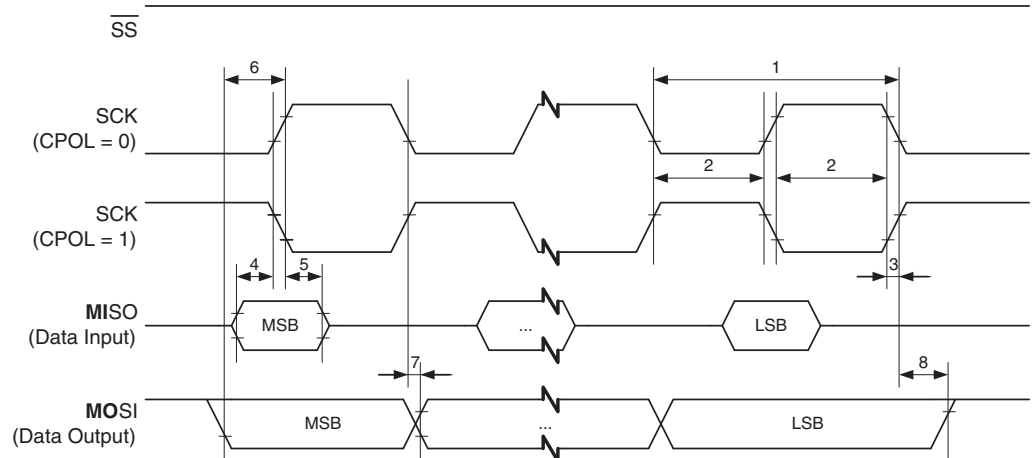 SS
6
1
SCK
(CPOL = 0)
2
2
SCK
(CPOL = 1)
4
5
3
MISO
(Data Input)
MSB
...
LSB
7
8
MOSI
(Data Output)
MSB
...
LSB